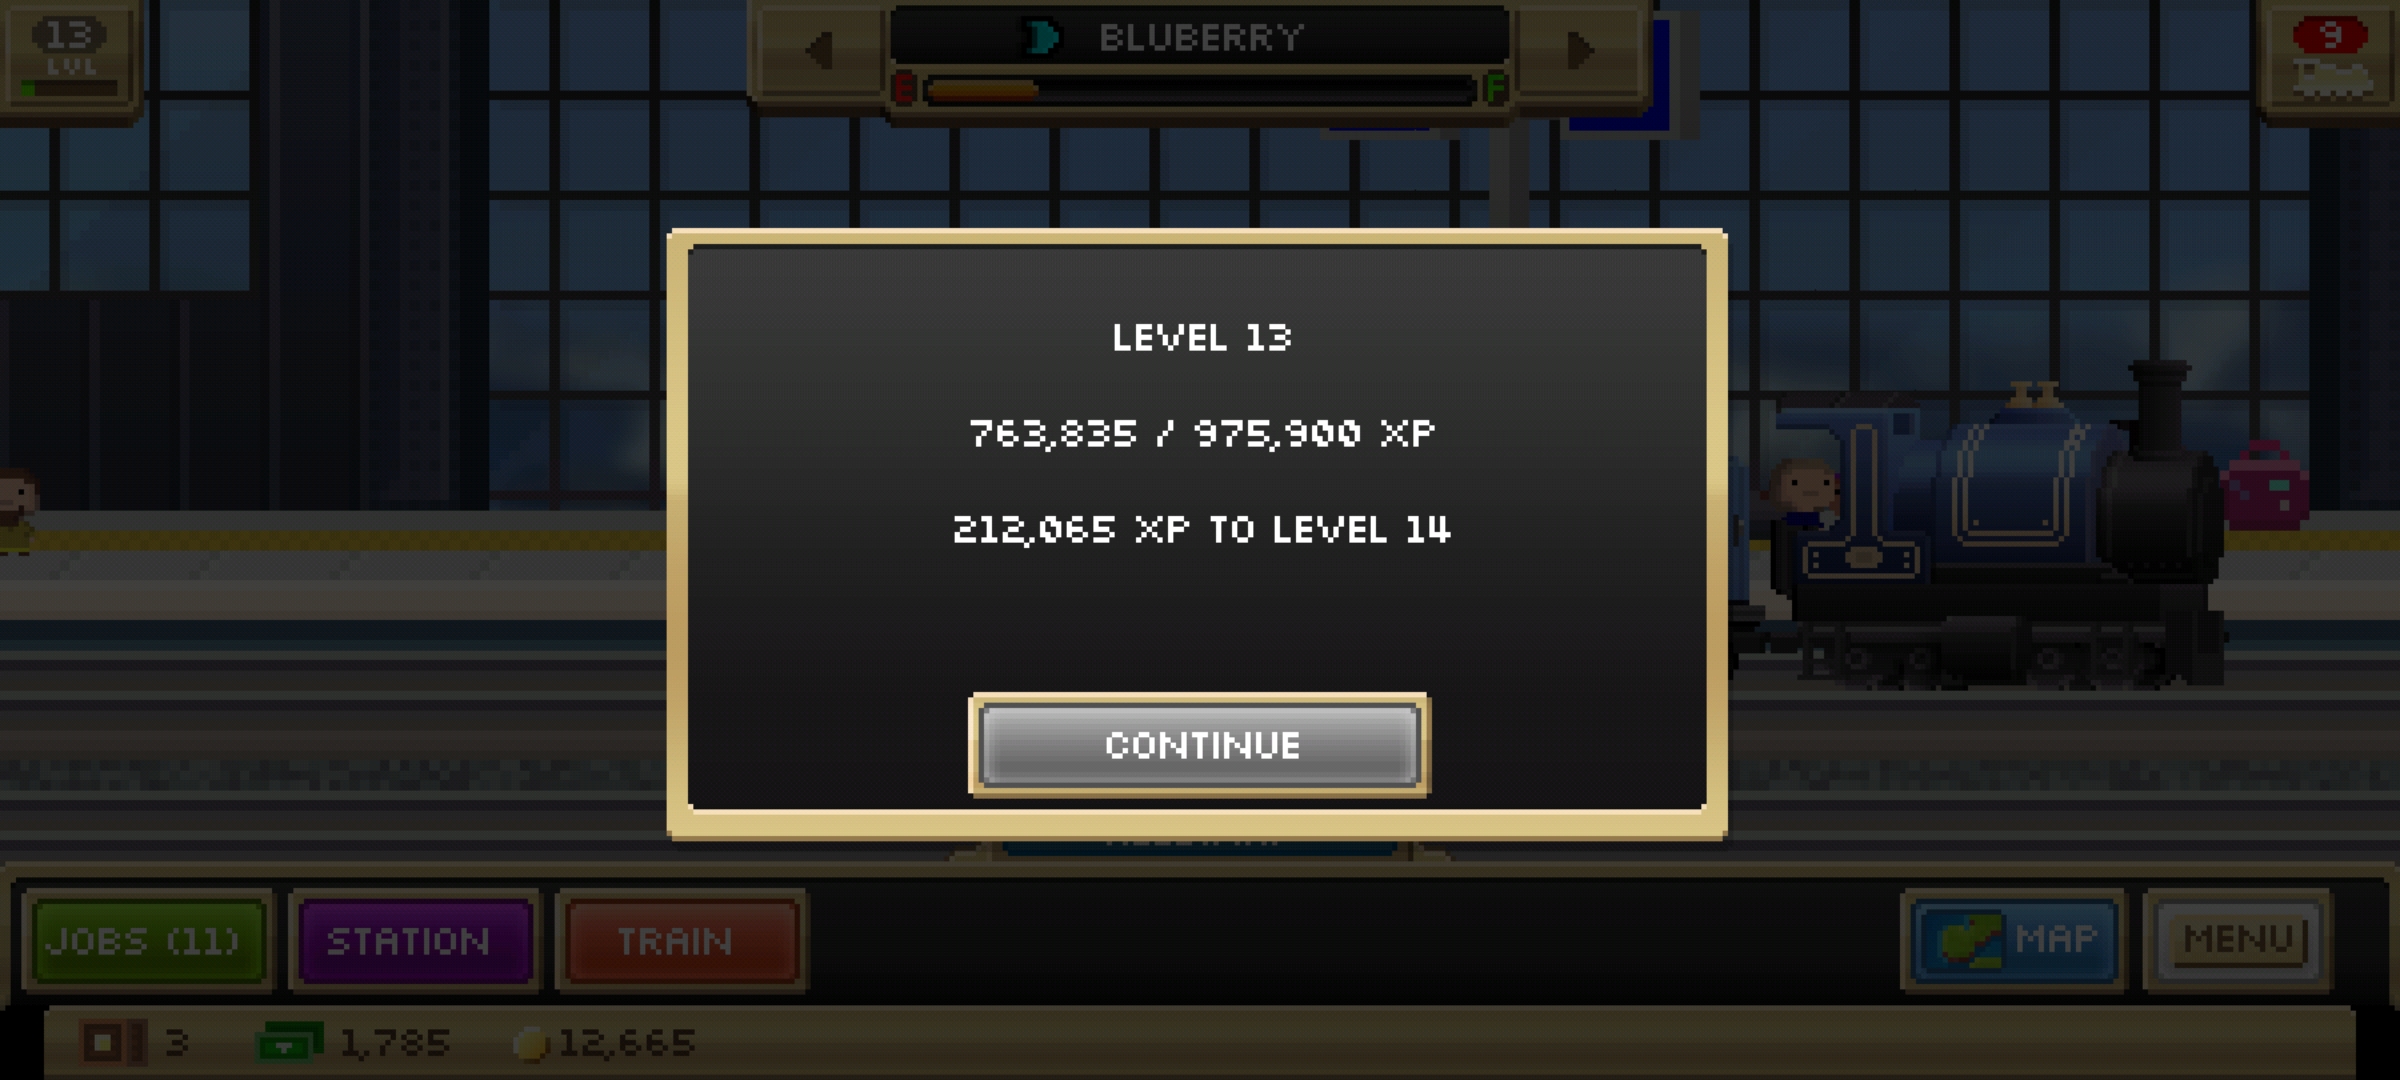 13
LVL
BLUBERRY
E F
9
LEVEL 13
763,835 / 975,900 XP
212,065 XP TO LEVEL 14
CONTINUE
JOBS (11)
STATION
TRAIN
MAP
MENU
3
1,785
12,665